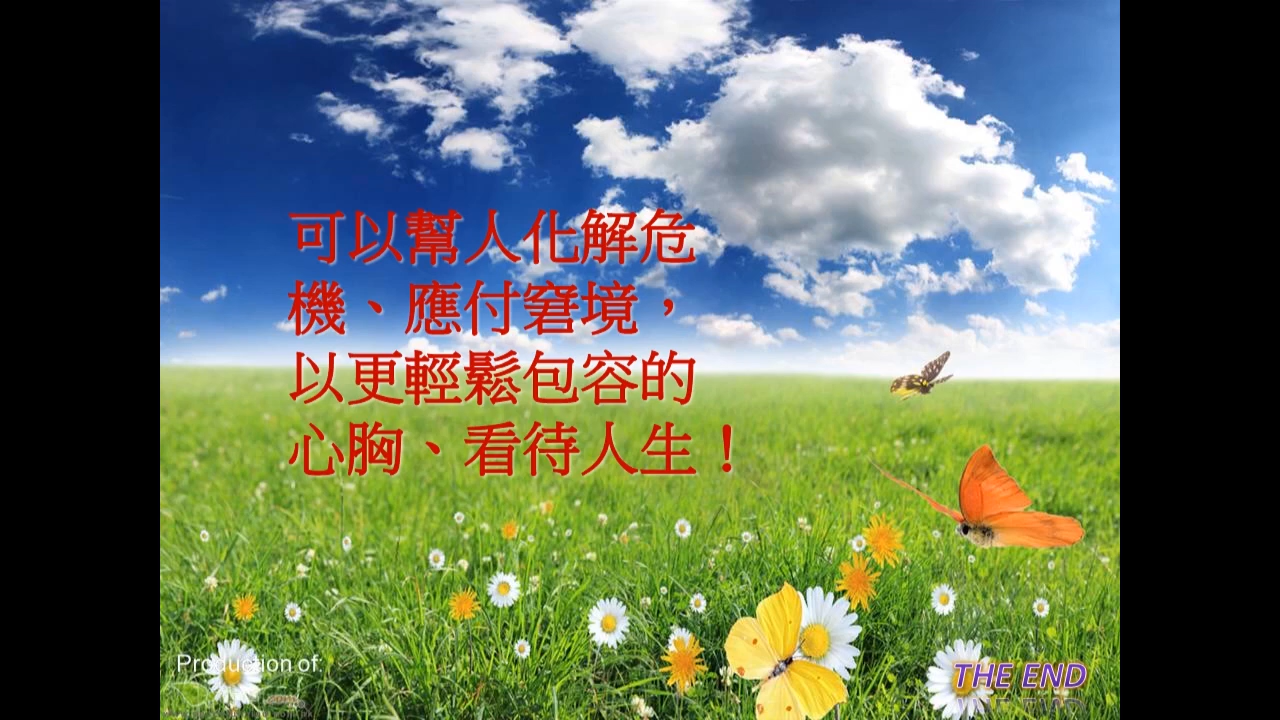 可以幫人化解危
機、應付窘境，
以更輕鬆包容的
心胸、看待人生！
Production of:
THE END